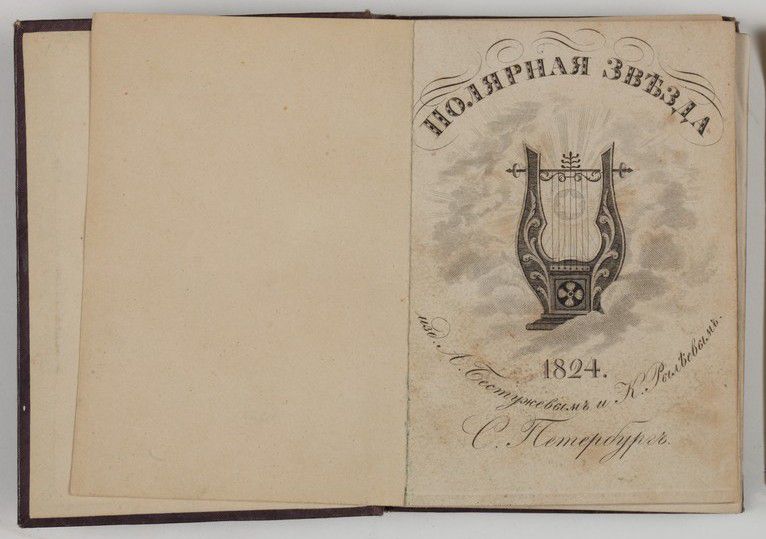 ПОЛЯРНАЯ ЗВѢЗДА
1824.
изд. А. Бестужевымъ и К. Рылѣевымъ.
С. Петербургъ.